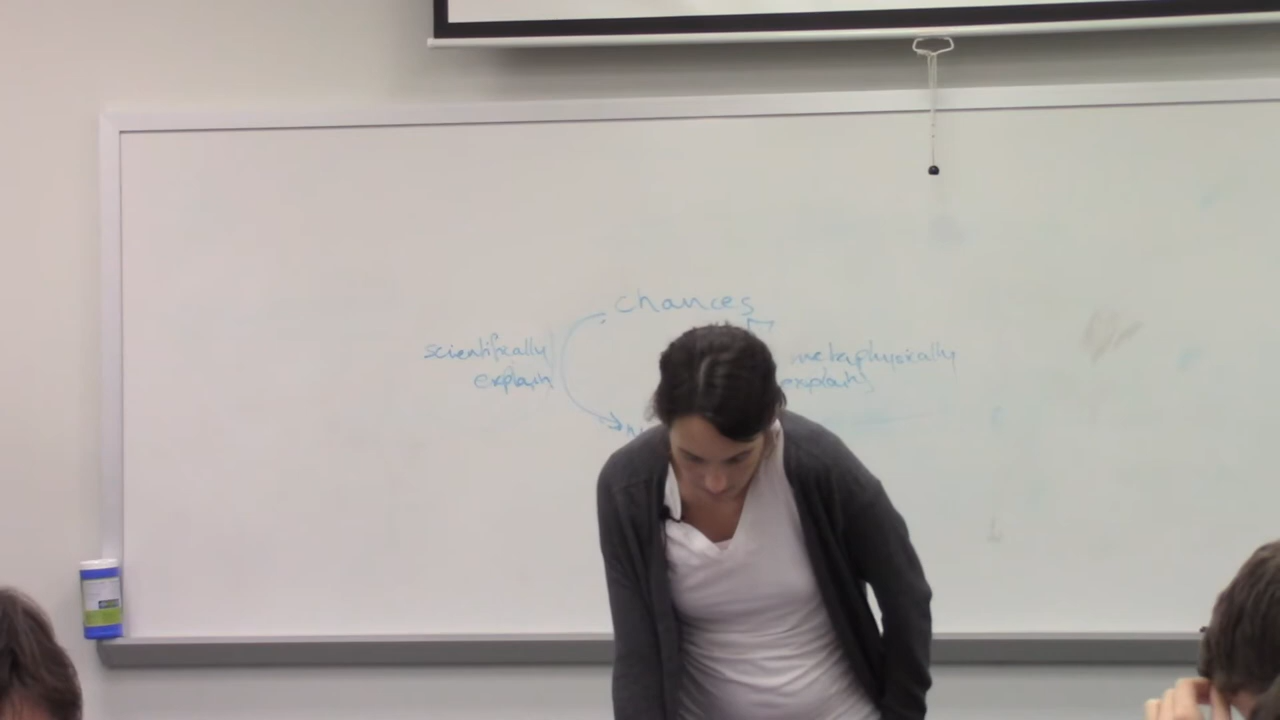 chances
scientifically
explain
metaphysically
explain